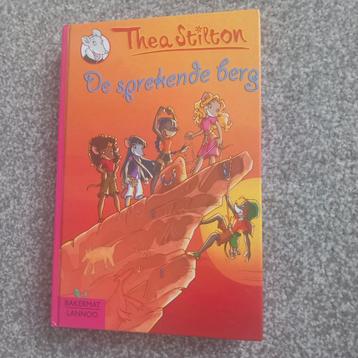 Thea Stilton
De sprekende berg
BAKERMAT
LANNOO